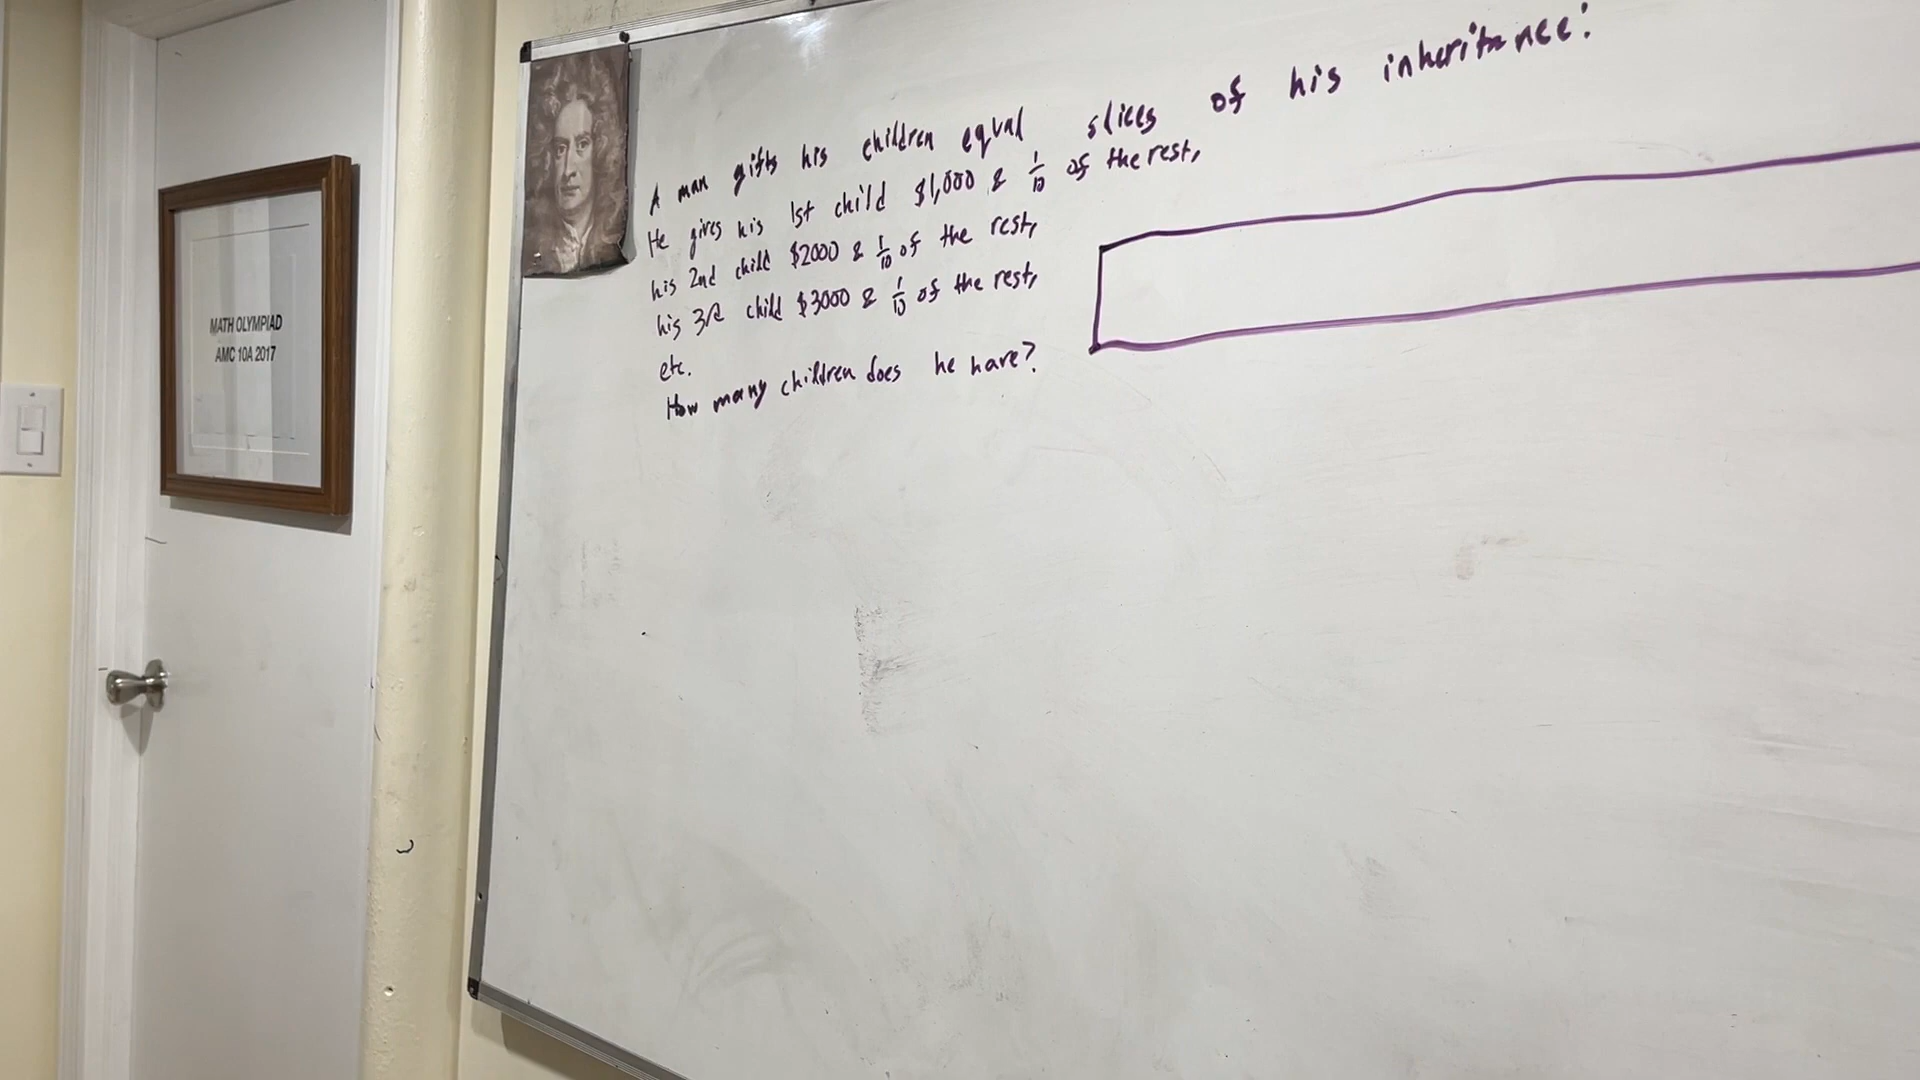 MATH OLYMPIAD
AMC 10A 2017
A man gifts his children equal slices of his inheritance:
He gives his 1st child $1,000 & 1/10 of the rest,
his 2nd child $2000 & 1/10 of the rest,
his 3rd child $3000 & 1/10 of the rest,
etc.
How many children does he have?